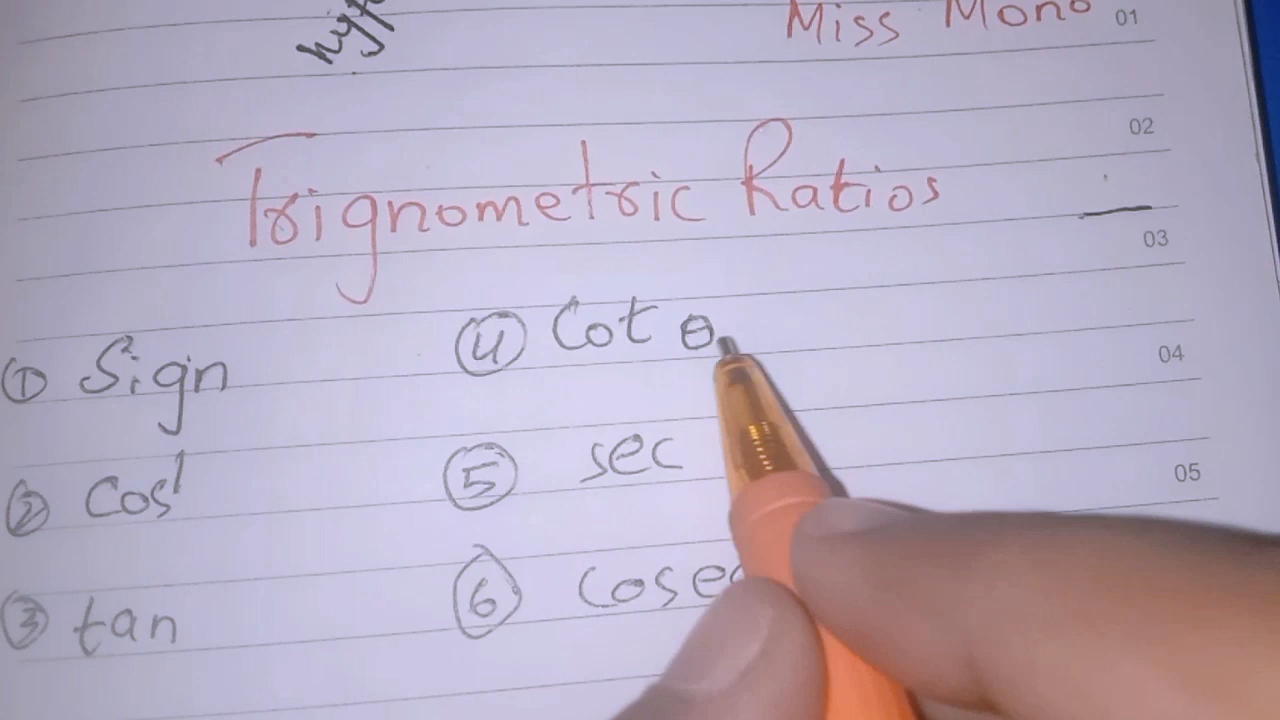 hyp
Miss Mono
01
02
Trignometric Ratios
03
① Sign
④ Cot θ
04
② Cos
⑤ sec
05
③ tan
⑥ cosec